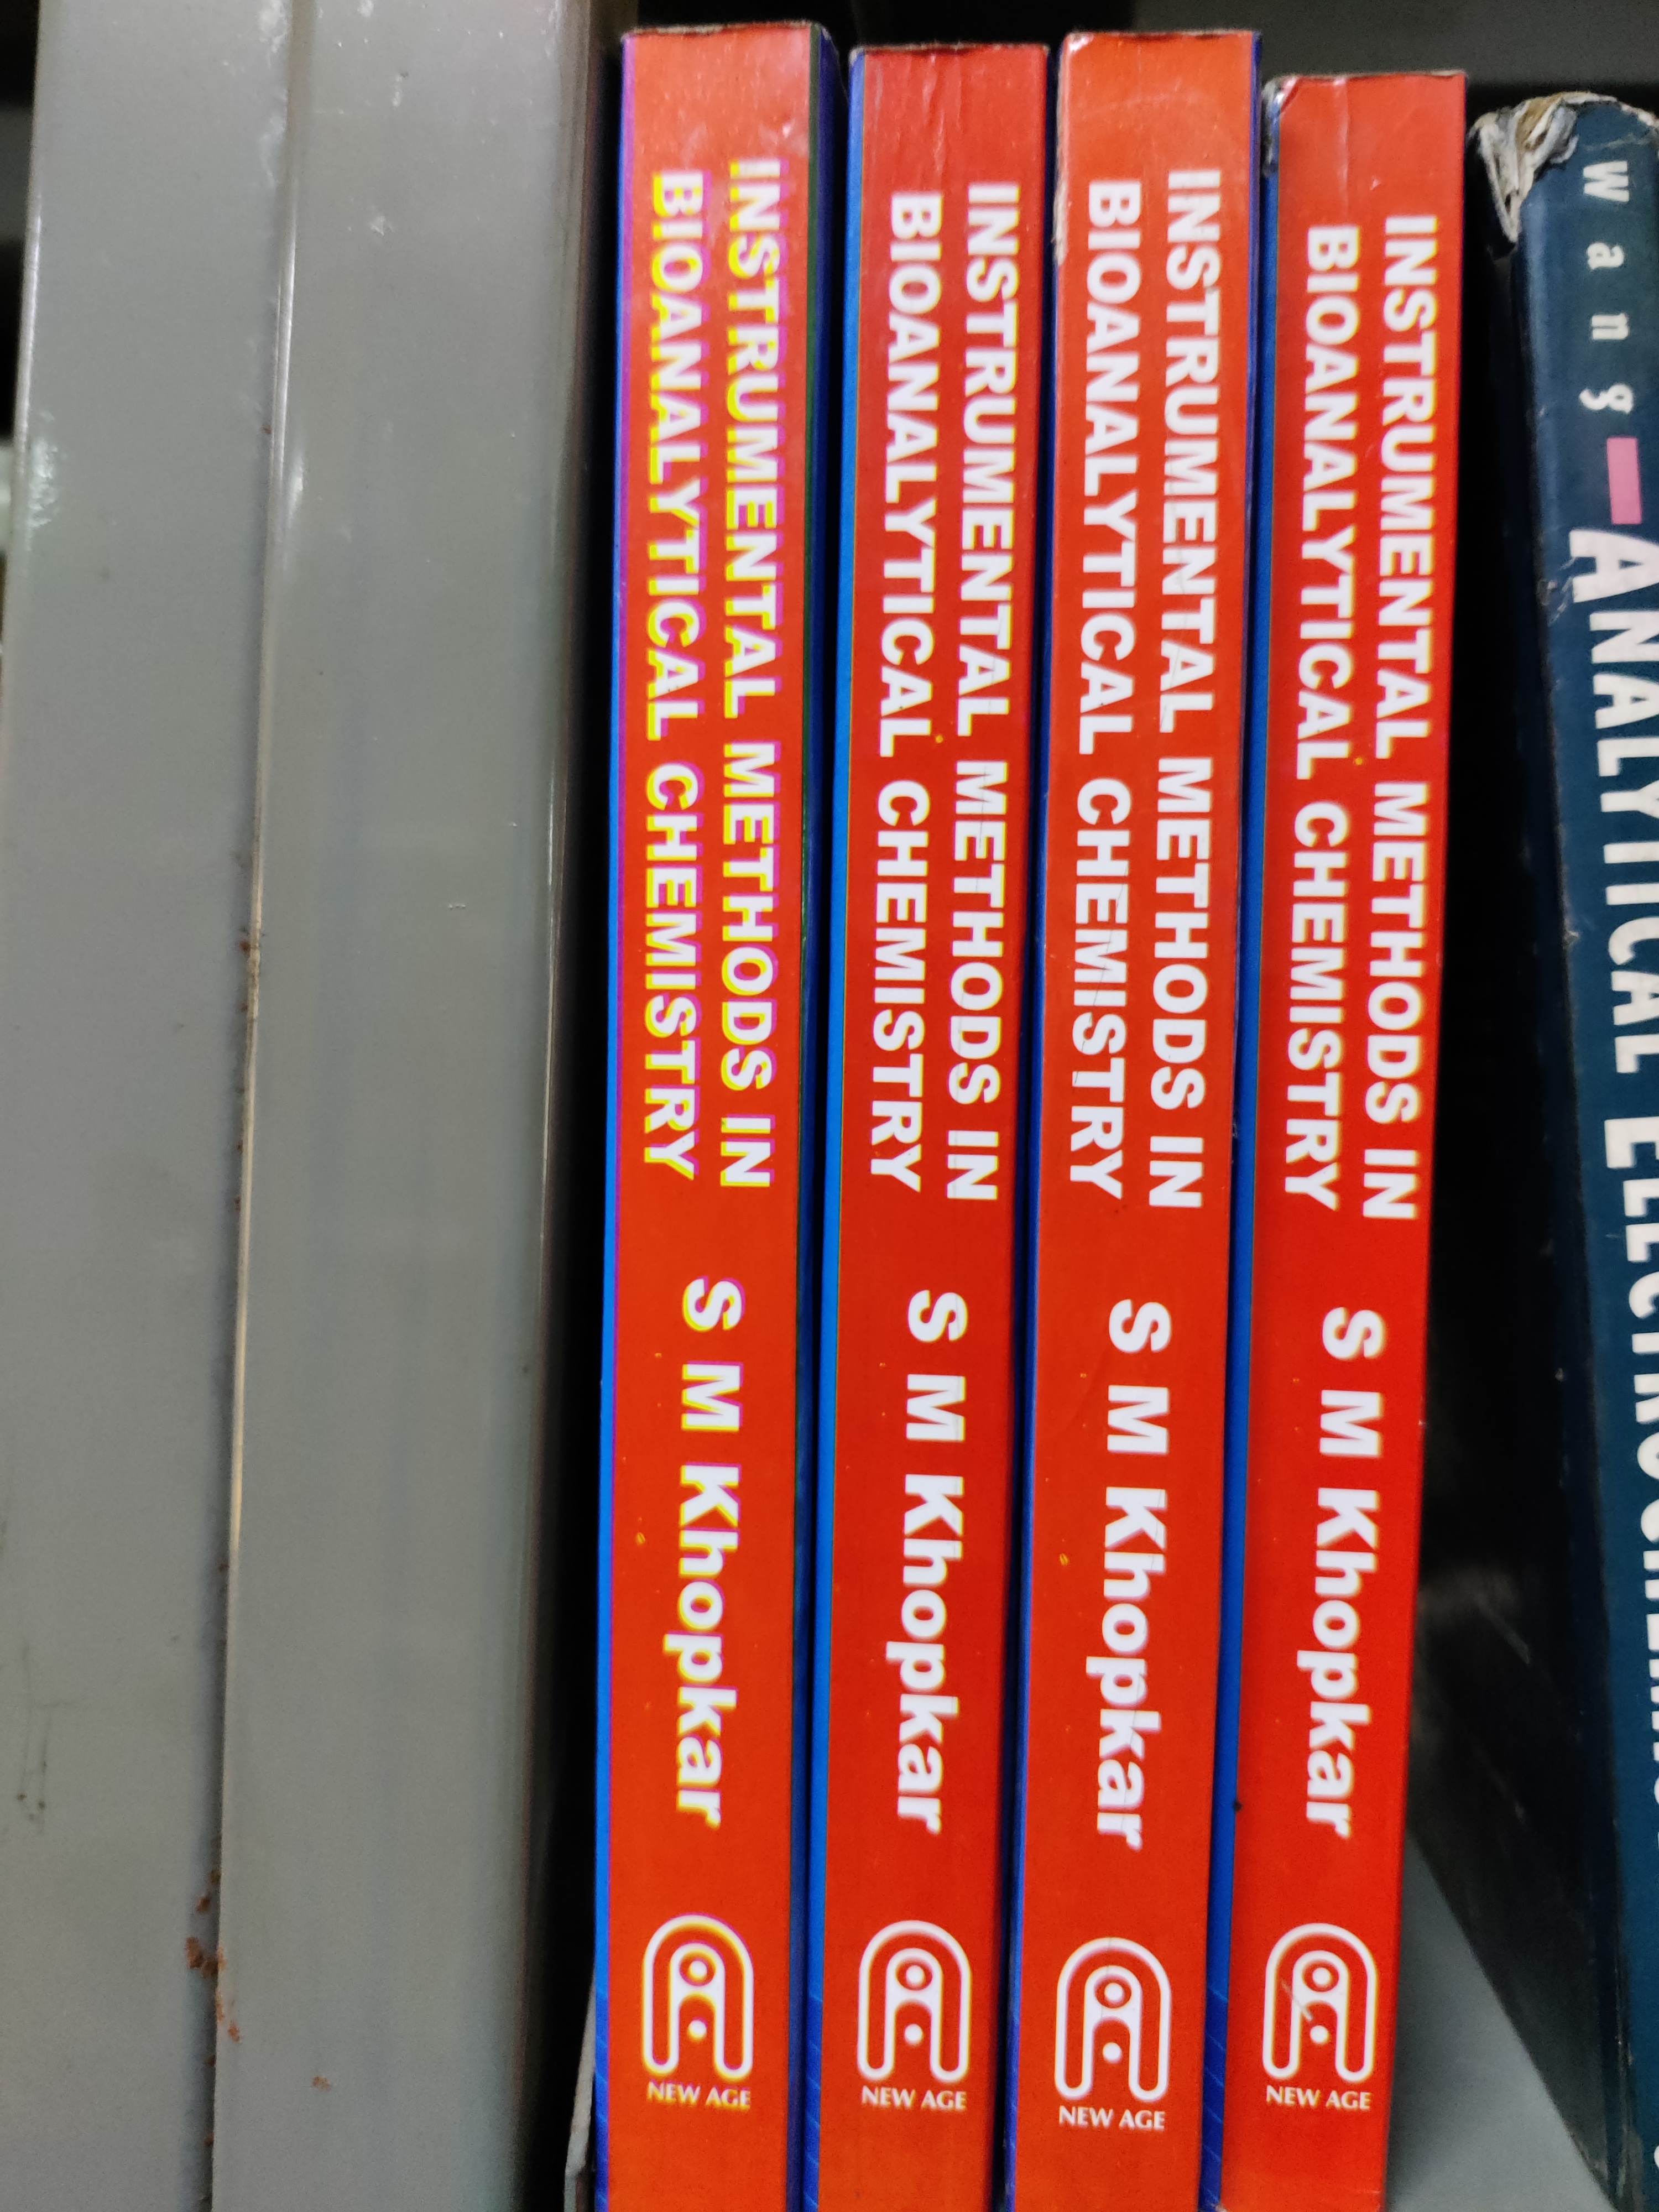 INSTRUMENTAL METHODS IN
BIOANALYTICAL CHEMISTRY
S M Khopkar
NEW AGE
INSTRUMENTAL METHODS IN
BIOANALYTICAL CHEMISTRY
S M Khopkar
NEW AGE
INSTRUMENTAL METHODS IN
BIOANALYTICAL CHEMISTRY
S M Khopkar
NEW AGE
INSTRUMENTAL METHODS IN
BIOANALYTICAL CHEMISTRY
S M Khopkar
NEW AGE
Wang
ANALYTICAL